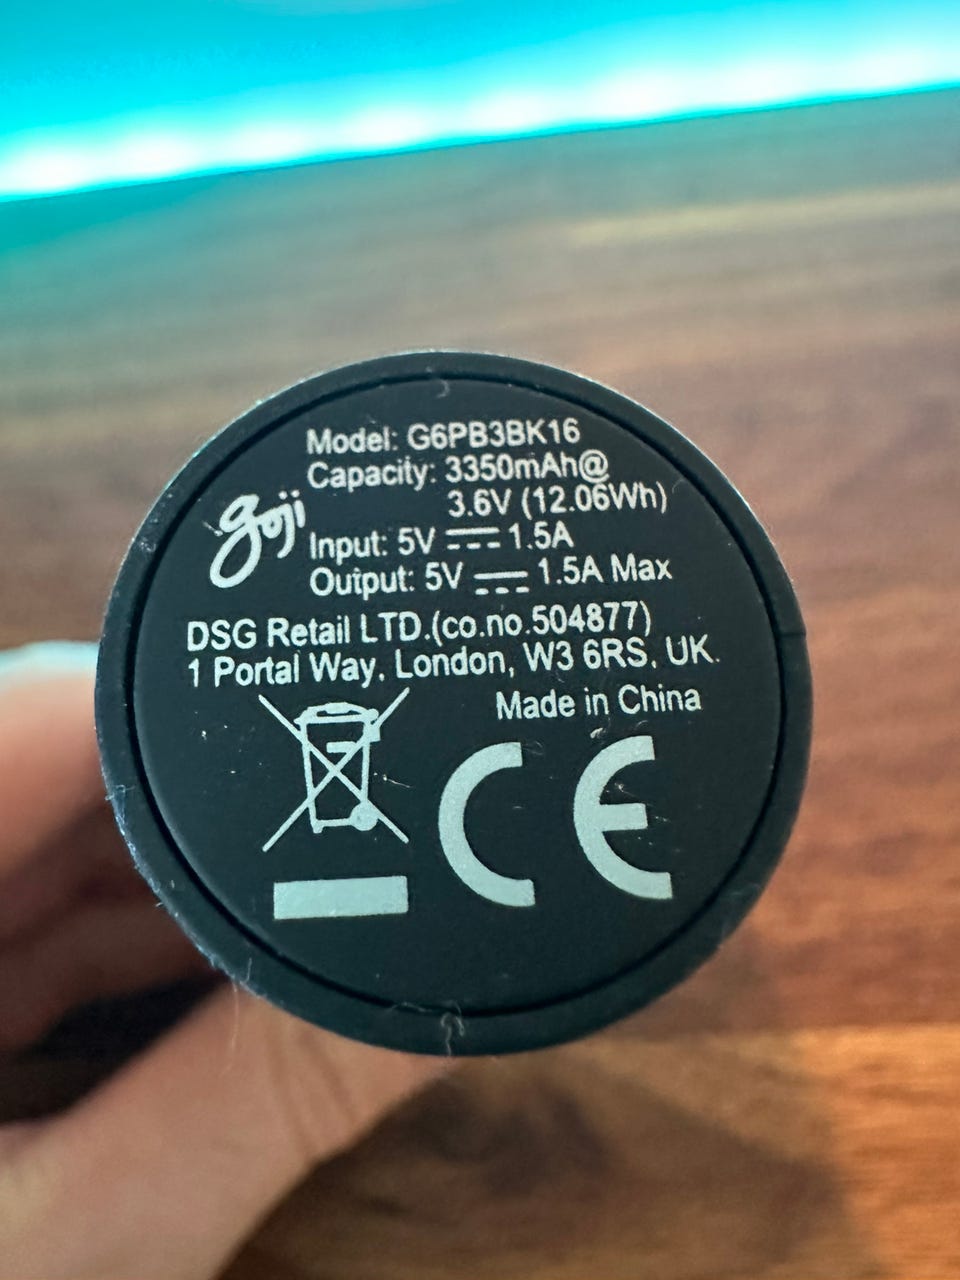 goji
Model: G6PB3BK16
Capacity: 3350mAh@
3.6V (12.06Wh)
Input: 5V ⎓ 1.5A
Output: 5V ⎓ 1.5A Max
DSG Retail LTD.(co.no.504877)
1 Portal Way, London, W3 6RS, UK.
Made in China
CE